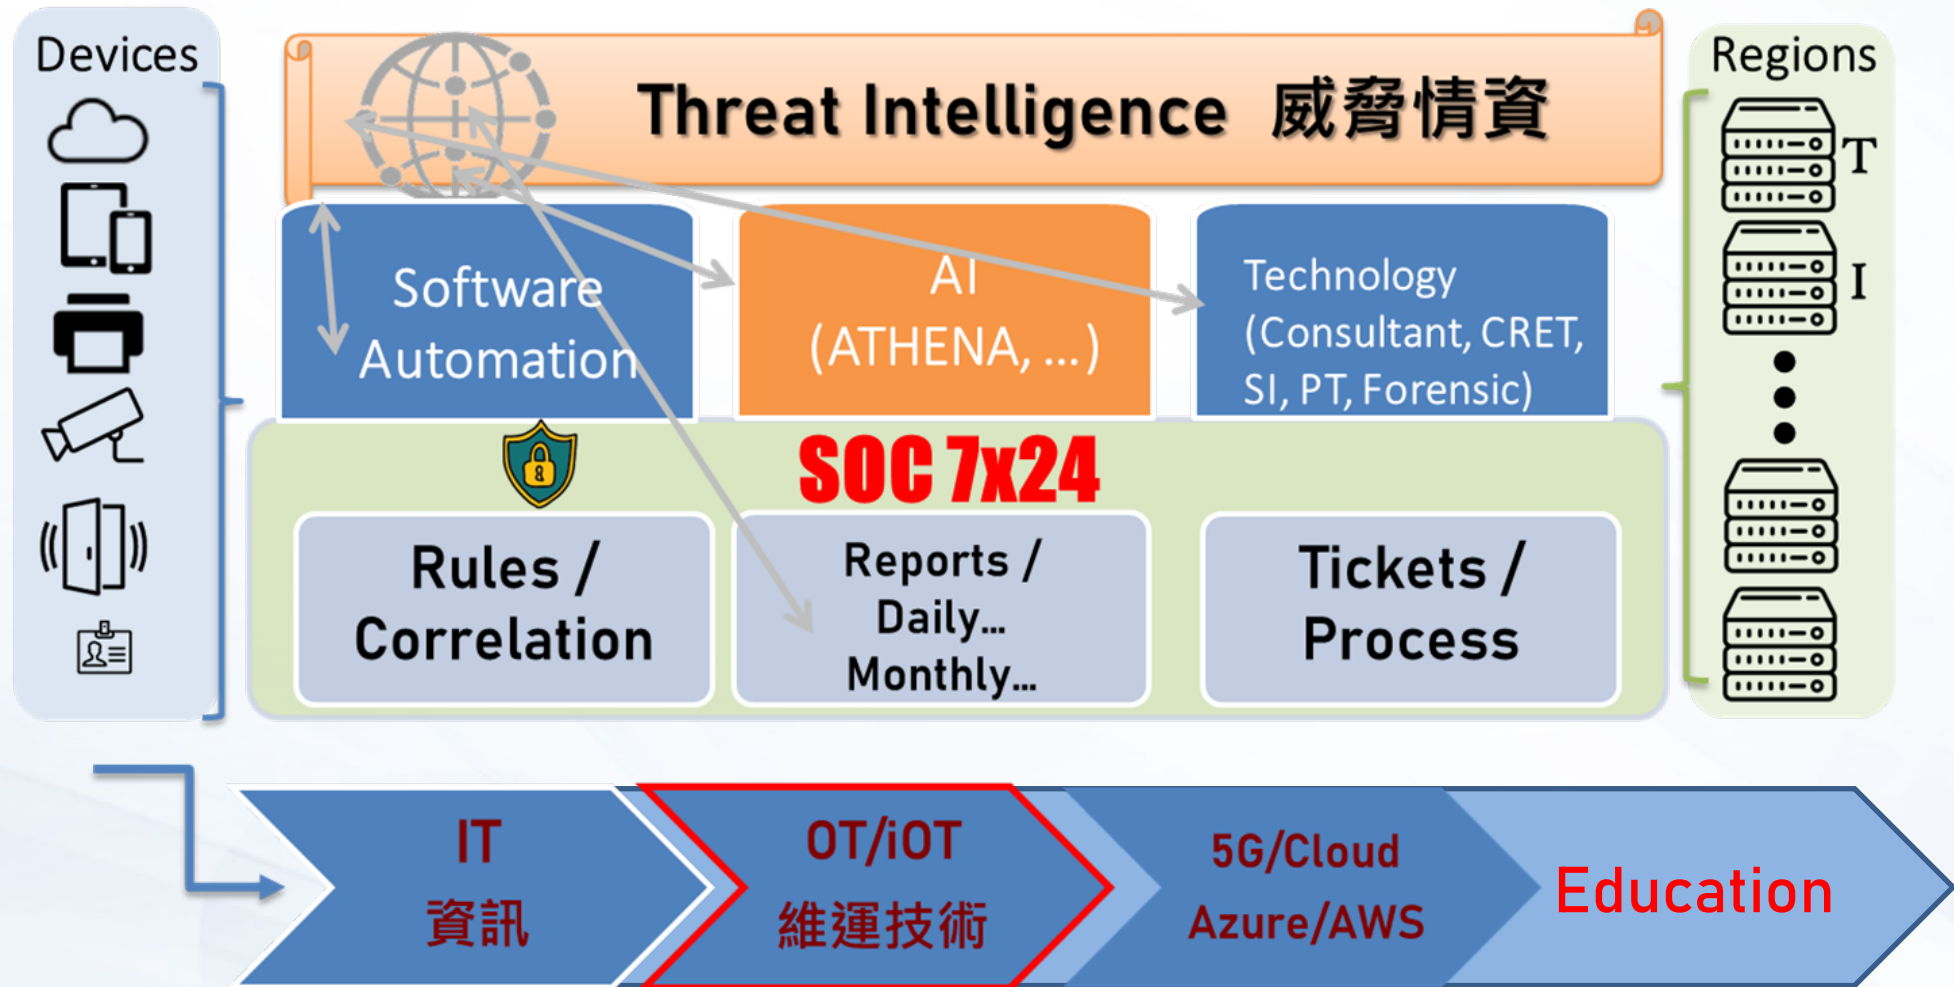 Devices
Threat Intelligence 威脅情資
Regions
T
I
Software
Automation
AI
(ATHENA, ...)
Technology
(Consultant, CRET,
SI, PT, Forensic)
SOC 7x24
Rules /
Correlation
Reports /
Daily...
Monthly...
Tickets /
Process
IT
資訊
OT/iOT
維運技術
5G/Cloud
Azure/AWS
Education